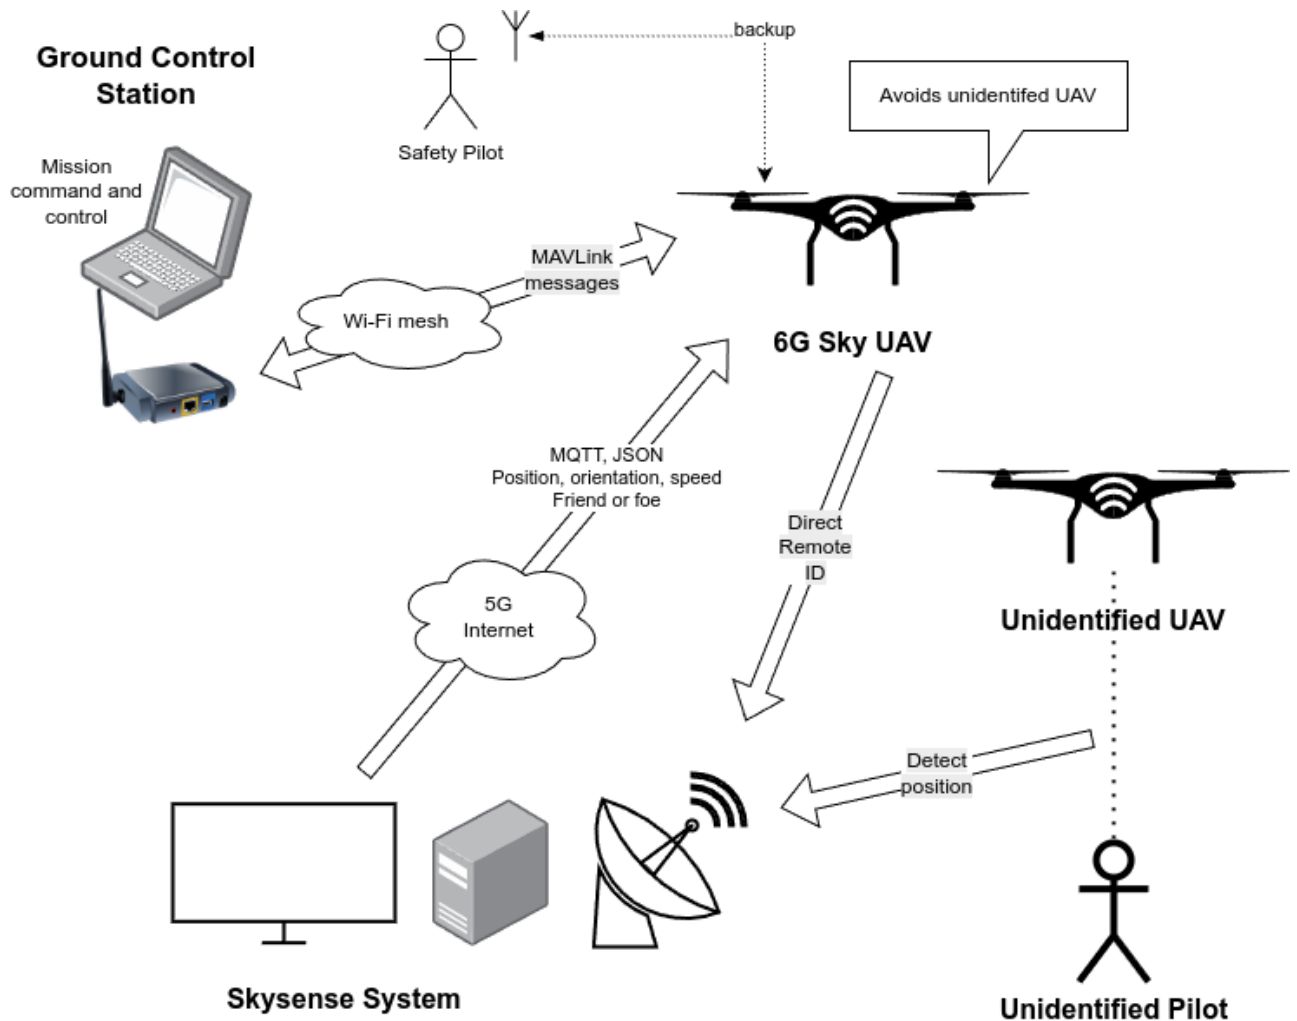 Ground Control
Station
Mission
command and
control
Safety Pilot
backup
Avoids unidentifed UAV
MAVLink
messages
Wi-Fi mesh
6G Sky UAV
MQTT, JSON
Position, orientation, speed
Friend or foe
Direct
Remote
ID
5G
Internet
Unidentified UAV
Detect
position
Skysense System
Unidentified Pilot